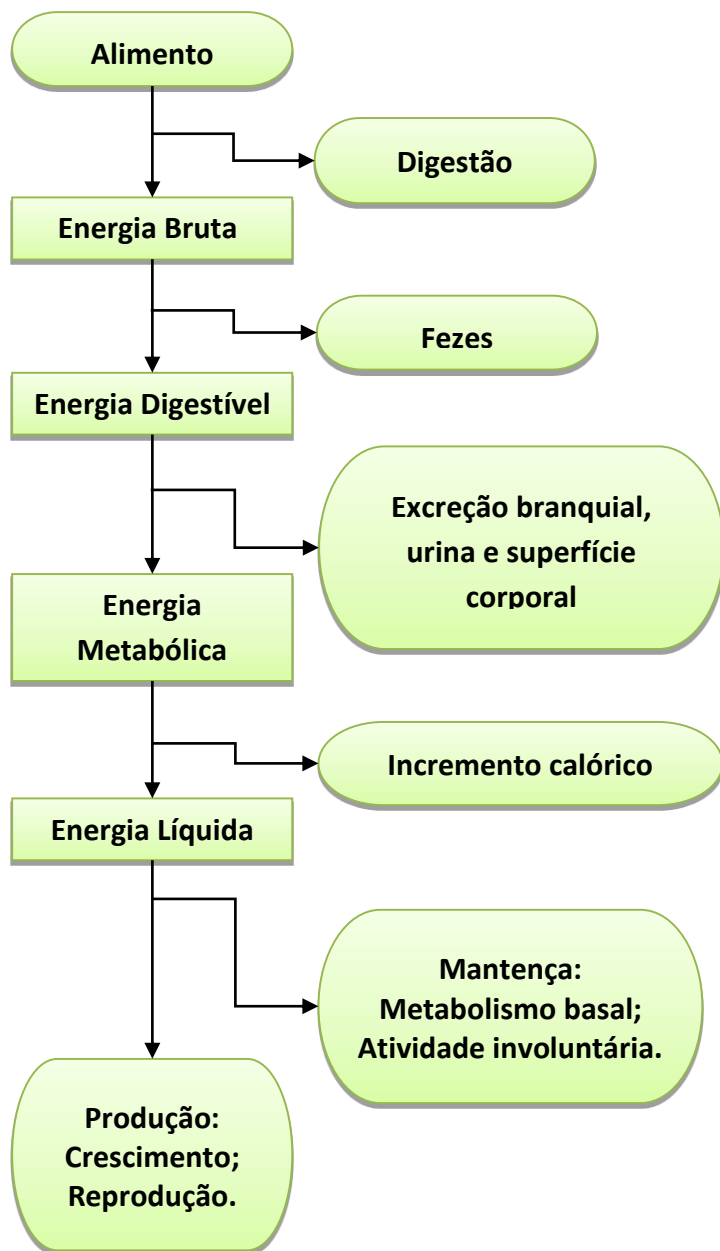 Alimento
Digestão
Energia Bruta
Fezes
Energia Digestível
Excreção branquial,
urina e superfície
corporal
Energia
Metabólica
Incremento calórico
Energia Líquida
Mantença:
Metabolismo basal;
Atividade involuntária.
Produção:
Crescimento;
Reprodução.